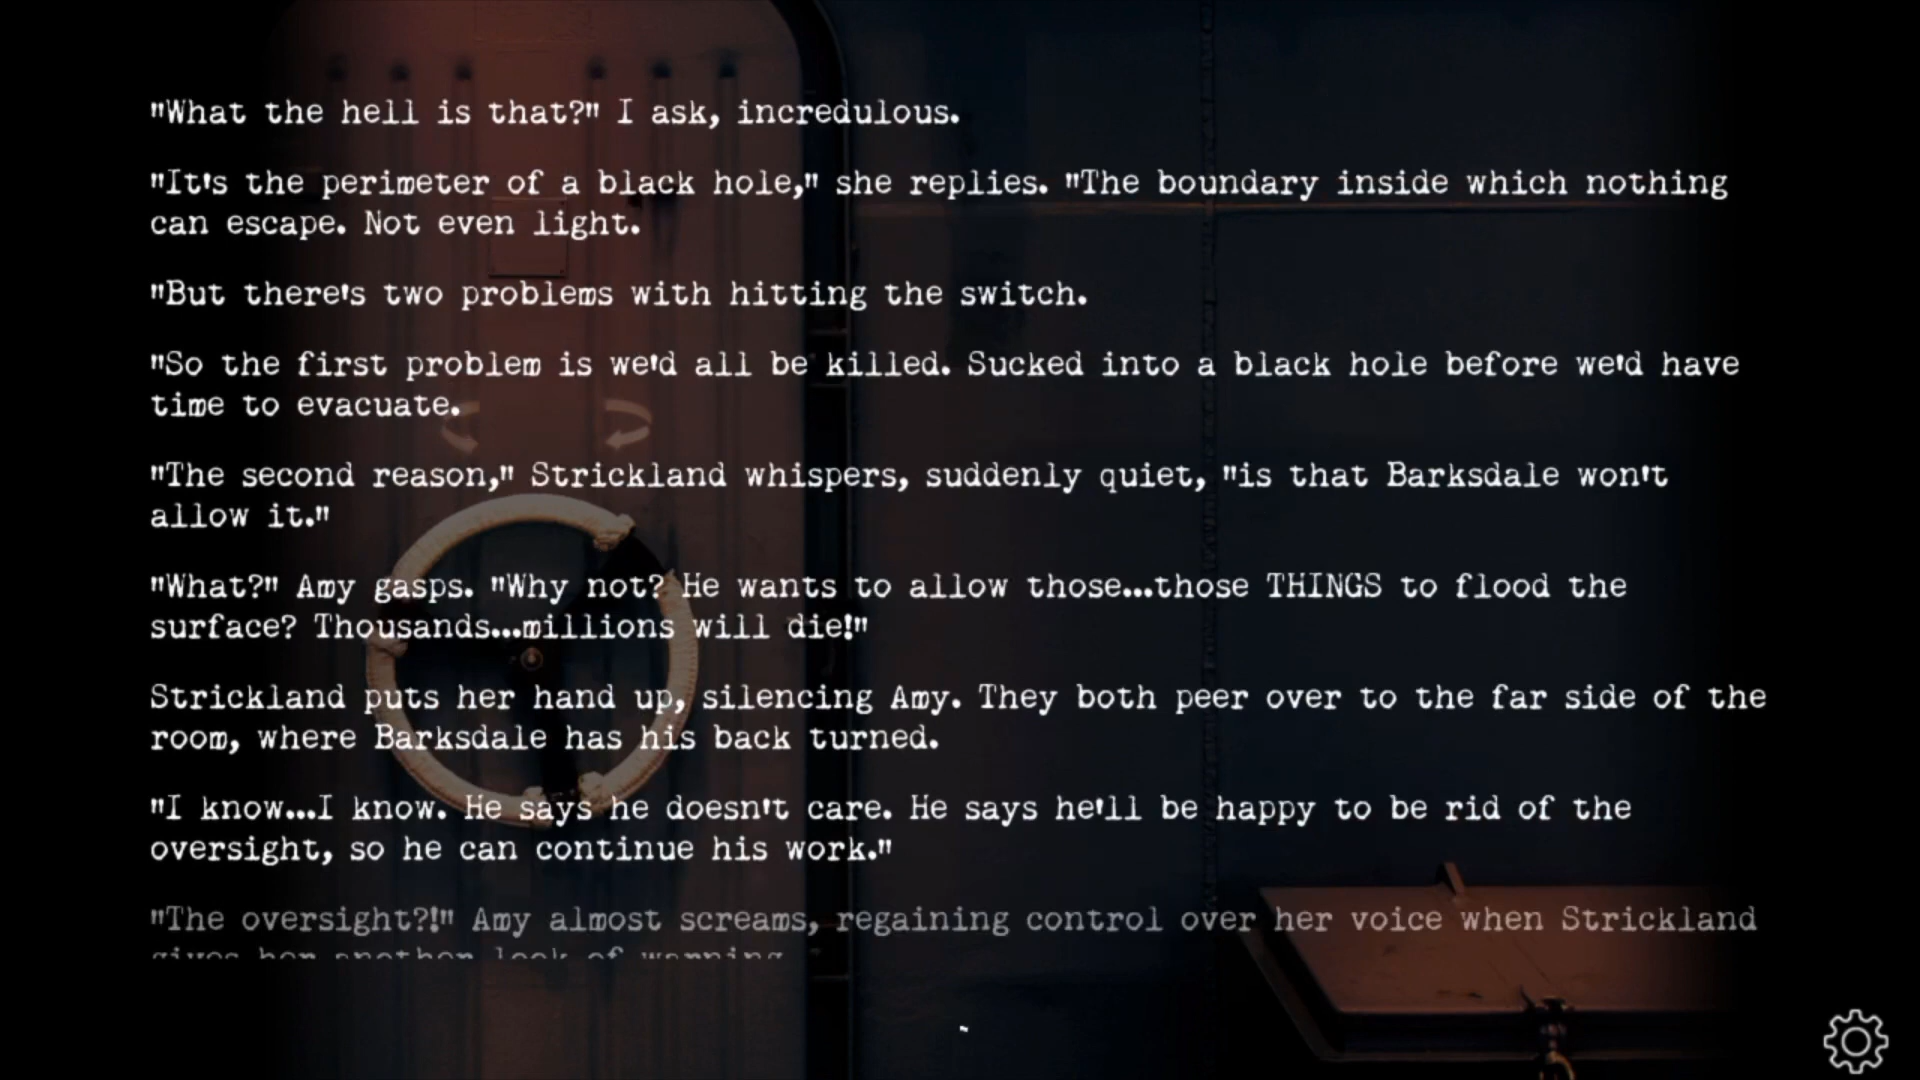 "What the hell is that?" I ask, incredulous.
"It's the perimeter of a black hole," she replies. "The boundary inside which nothing
can escape. Not even light.
"But there's two problems with hitting the switch.
"So the first problem is we'd all be killed. Sucked into a black hole before we'd have
time to evacuate.
"The second reason," Strickland whispers, suddenly quiet, "is that Barksdale won't
allow it."
"What?" Amy gasps. "Why not? He wants to allow those...those THINGS to flood the
surface? Thousands...millions will die!"
Strickland puts her hand up, silencing Amy. They both peer over to the far side of the
room, where Barksdale has his back turned.
"I know...I know. He says he doesn't care. He says he'll be happy to be rid of the
oversight, so he can continue his work."
"The oversight?!" Amy almost screams, regaining control over her voice when Strickland
gives her another look of warning